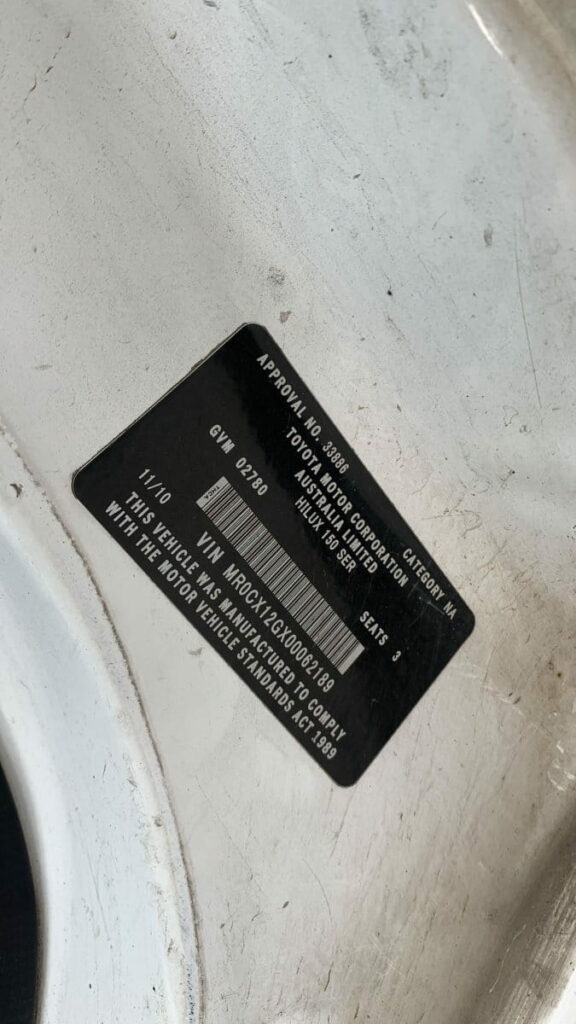 APPROVAL NO. 33886 CATEGORY NA
TOYOTA MOTOR CORPORATION
AUSTRALIA LIMITED
HILUX 150 SER
GVM 02780 SEATS 3
11/10
VIN MR0CX12GX00062189
THIS VEHICLE WAS MANUFACTURED TO COMPLY
WITH THE MOTOR VEHICLE STANDARDS ACT 1989